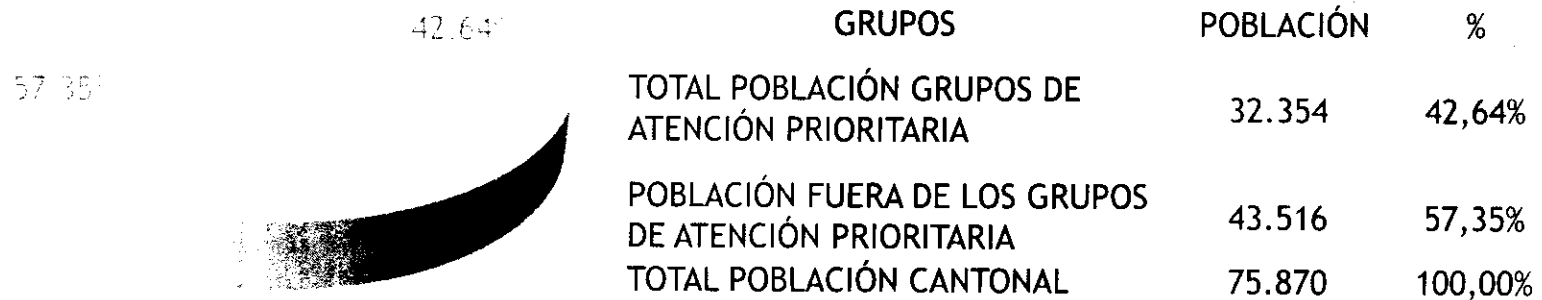 42.64%
57.35%
GRUPOS POBLACIÓN %
TOTAL POBLACIÓN GRUPOS DE
ATENCIÓN PRIORITARIA 32.354 42,64%
POBLACIÓN FUERA DE LOS GRUPOS
DE ATENCIÓN PRIORITARIA 43.516 57,35%
TOTAL POBLACIÓN CANTONAL 75.870 100,00%